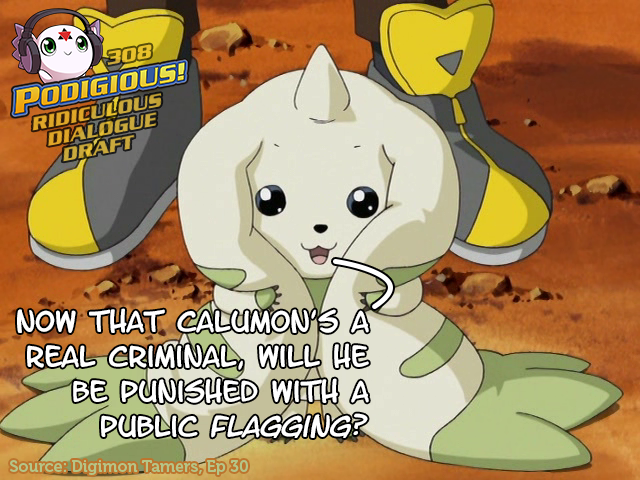 308
PODIGIOUS!
RIDICULOUS
DIALOGUE
DRAFT
NOW THAT CALUMON'S A
REAL CRIMINAL, WILL HE
BE PUNISHED WITH A
PUBLIC FLAGGING?
Source: Digimon Tamers, Ep 30